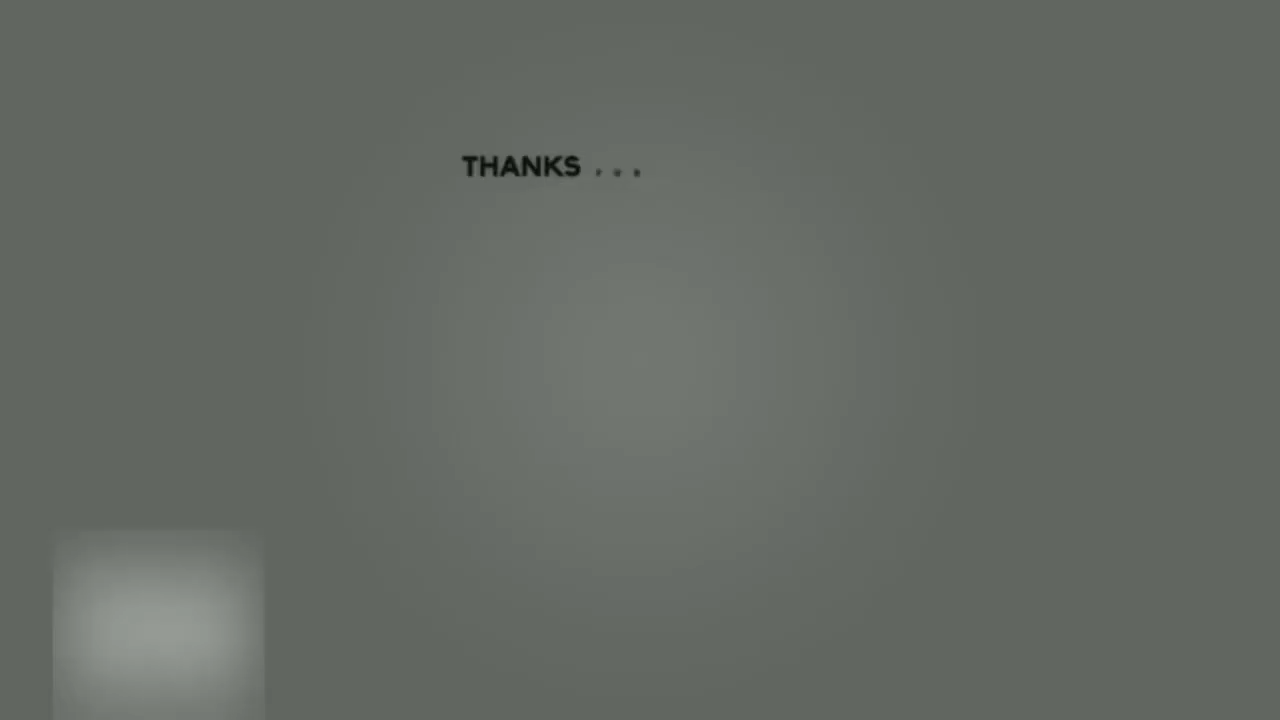 THANKS . . .